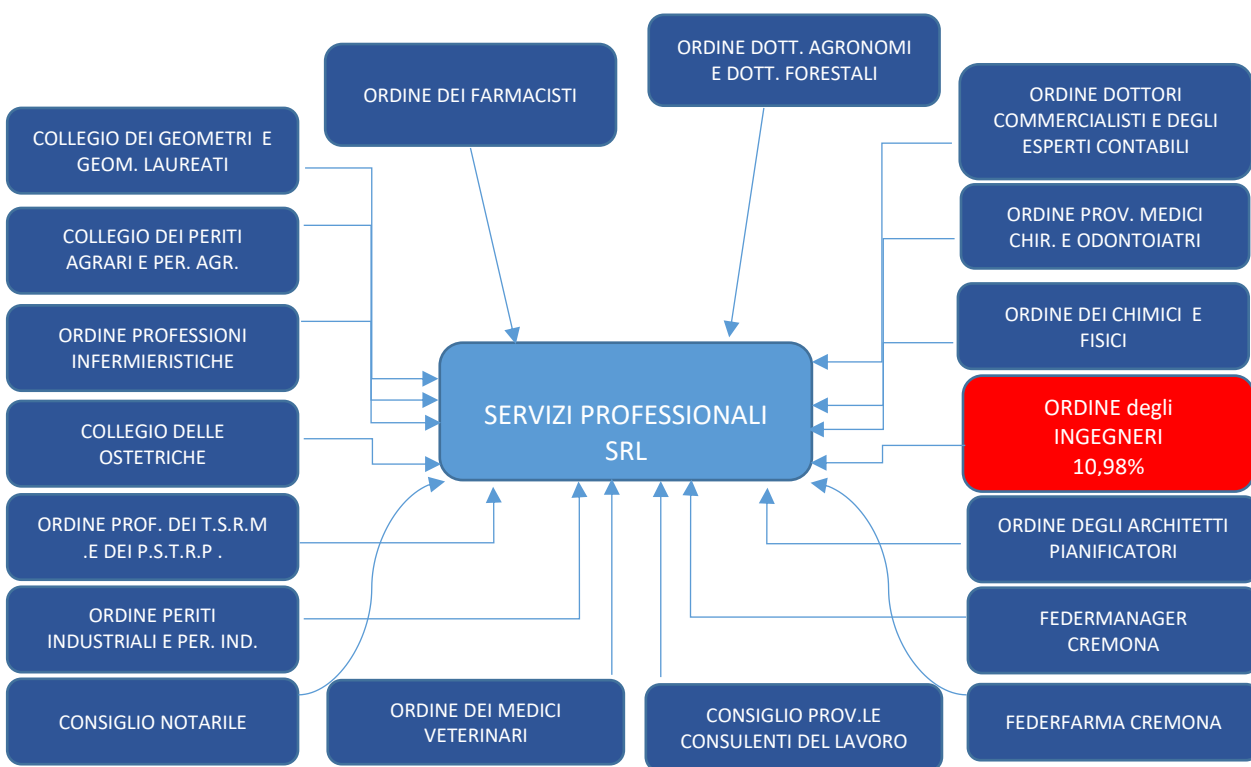 ORDINE DEI FARMACISTI
ORDINE DOTT. AGRONOMI
E DOTT. FORESTALI
COLLEGIO DEI GEOMETRI E
GEOM. LAUREATI
COLLEGIO DEI PERITI
AGRARI E PER. AGR.
ORDINE PROFESSIONI
INFERMIERISTICHE
COLLEGIO DELLE
OSTETRICHE
ORDINE PROF. DEI T.S.R.M
.E DEI P.S.T.R.P .
ORDINE PERITI
INDUSTRIALI E PER. IND.
CONSIGLIO NOTARILE
SERVIZI PROFESSIONALI
SRL
ORDINE DEI MEDICI
VETERINARI
CONSIGLIO PROV.LE
CONSULENTI DEL LAVORO
ORDINE DOTTORI
COMMERCIALISTI E DEGLI
ESPERTI CONTABILI
ORDINE PROV. MEDICI
CHIR. E ODONTOIATRI
ORDINE DEI CHIMICI E
FISICI
ORDINE degli
INGEGNERI
10,98%
ORDINE DEGLI ARCHITETTI
PIANIFICATORI
FEDERMANAGER
CREMONA
FEDERFARMA CREMONA